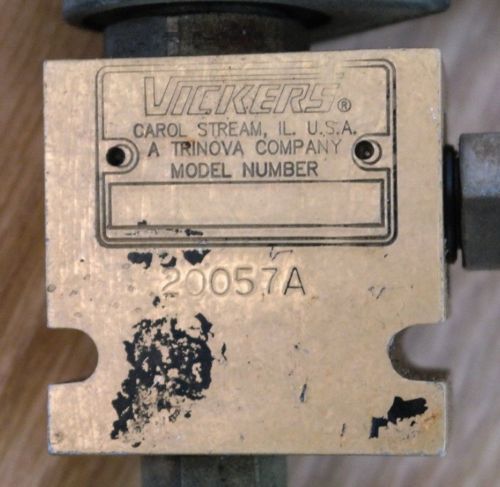 VICKERS®
CAROL STREAM, IL. U.S.A.
A TRINOVA COMPANY
MODEL NUMBER
20057A